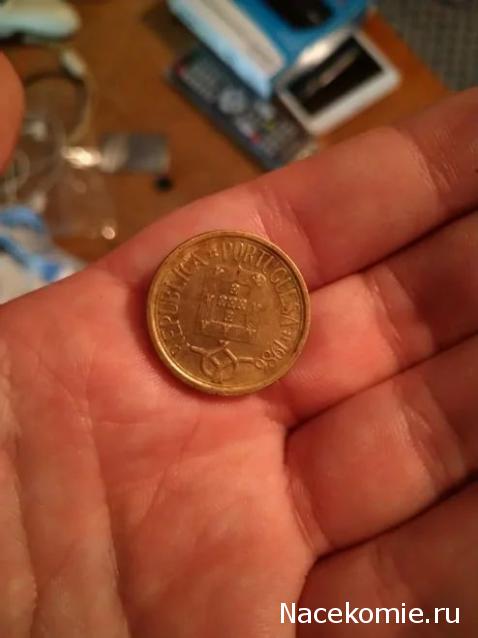 REPUBLICA PORTUGUESA 1986
Nacekomie.ru